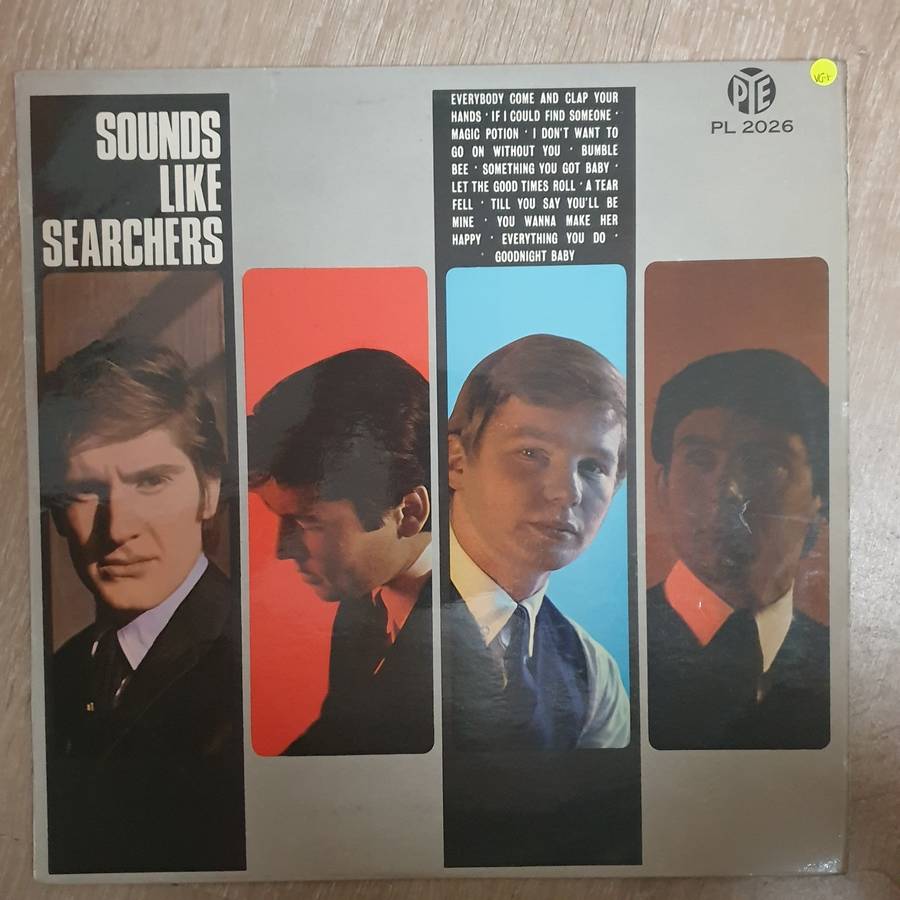 SOUNDS
LIKE
SEARCHERS
EVERYBODY COME AND CLAP YOUR
HANDS · IF I COULD FIND SOMEONE ·
MAGIC POTION · I DON'T WANT TO
GO ON WITHOUT YOU · BUMBLE
BEE · SOMETHING YOU GOT BABY ·
LET THE GOOD TIMES ROLL · A TEAR
FELL · TILL YOU SAY YOU'LL BE
MINE · YOU WANNA MAKE HER
HAPPY · EVERYTHING YOU DO ·
GOODNIGHT BABY
PYE
PL 2026
VG+